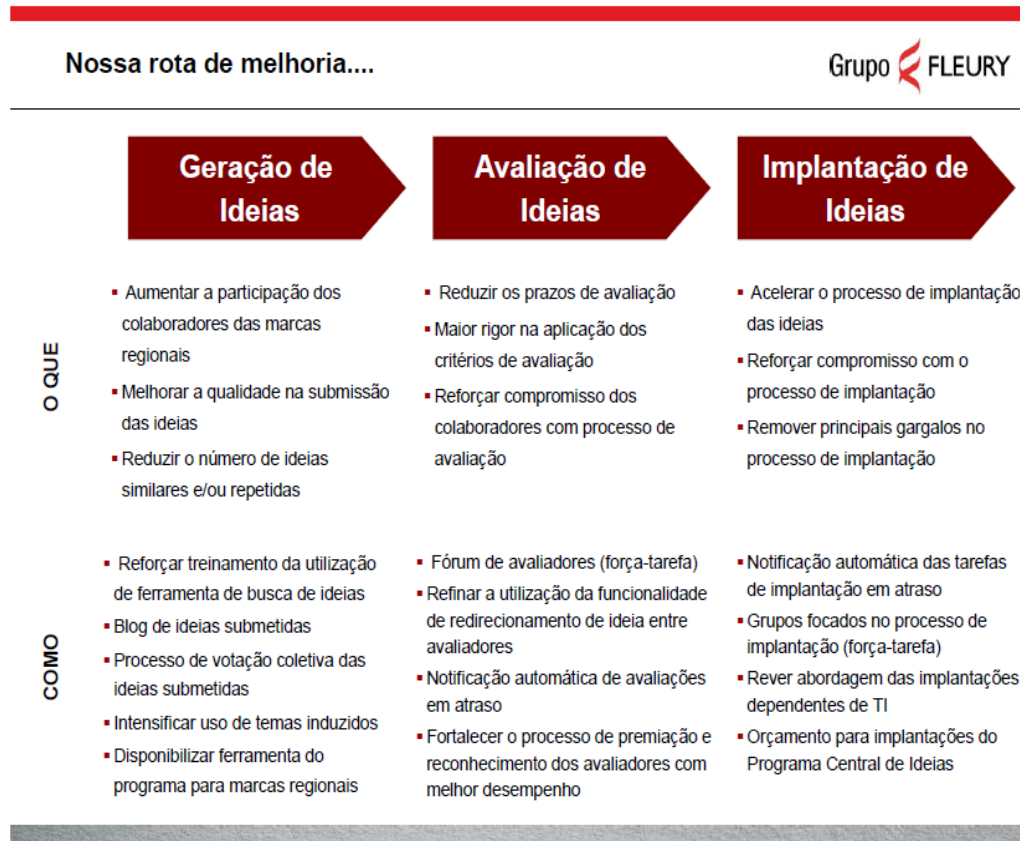 Nossa rota de melhoria....
Grupo FLEURY
Geração de
Ideias
Avaliação de
Ideias
Implantação de
Ideias
O QUE
▪ Aumentar a participação dos
colaboradores das marcas
regionais
▪ Melhorar a qualidade na submissão
das ideias
▪ Reduzir o número de ideias
similares e/ou repetidas
▪ Reduzir os prazos de avaliação
▪ Maior rigor na aplicação dos
critérios de avaliação
▪ Reforçar compromisso dos
colaboradores com processo de
avaliação
▪ Acelerar o processo de implantação
das ideias
▪ Reforçar compromisso com o
processo de implantação
▪ Remover principais gargalos no
processo de implantação
COMO
▪ Reforçar treinamento da utilização
de ferramenta de busca de ideias
▪ Blog de ideias submetidas
▪ Processo de votação coletiva das
ideias submetidas
▪ Intensificar uso de temas induzidos
▪ Disponibilizar ferramenta do
programa para marcas regionais
▪ Fórum de avaliadores (força-tarefa)
▪ Refinar a utilização da funcionalidade
de redirecionamento de ideia entre
avaliadores
▪ Notificação automática de avaliações
em atraso
▪ Fortalecer o processo de premiação e
reconhecimento dos avaliadores com
melhor desempenho
▪ Notificação automática das tarefas
de implantação em atraso
▪ Grupos focados no processo de
implantação (força-tarefa)
▪ Rever abordagem das implantações
dependentes de TI
▪ Orçamento para implantações do
Programa Central de Ideias